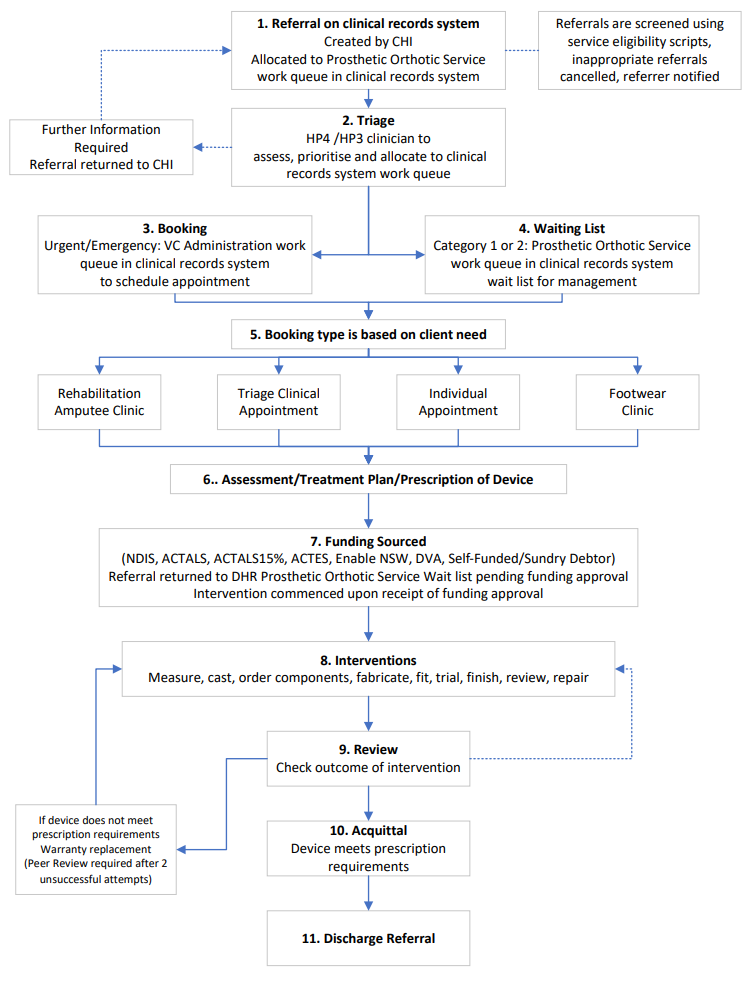 1. Referral on clinical records system
Created by CHI
Allocated to Prosthetic Orthotic Service
work queue in clinical records system
Referrals are screened using
service eligibility scripts,
inappropriate referrals
cancelled, referrer notified
Further Information
Required
Referral returned to CHI
2. Triage
HP4 /HP3 clinician to
assess, prioritise and allocate to clinical
records system work queue
3. Booking
Urgent/Emergency: VC Administration work
queue in clinical records system
to schedule appointment
4. Waiting List
Category 1 or 2: Prosthetic Orthotic Service
work queue in clinical records system
wait list for management
5. Booking type is based on client need
Rehabilitation
Amputee Clinic
Triage Clinical
Appointment
Individual
Appointment
Footwear
Clinic
6.. Assessment/Treatment Plan/Prescription of Device
7. Funding Sourced
(NDIS, ACTALS, ACTALS15%, ACTES, Enable NSW, DVA, Self-Funded/Sundry Debtor)
Referral returned to DHR Prosthetic Orthotic Service Wait list pending funding approval
Intervention commenced upon receipt of funding approval
8. Interventions
Measure, cast, order components, fabricate, fit, trial, finish, review, repair
9. Review
Check outcome of intervention
If device does not meet
prescription requirements
Warranty replacement
(Peer Review required after 2
unsuccessful attempts)
10. Acquittal
Device meets prescription
requirements
11. Discharge Referral